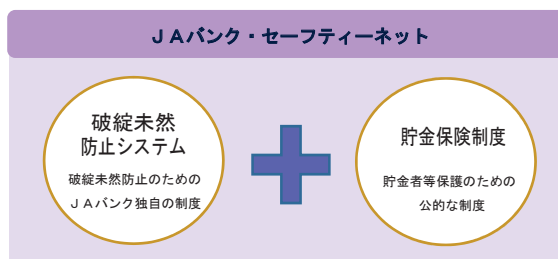 ＪＡバンク・セーフティーネット
破綻未然
防止システム
破綻未然防止のための
ＪＡバンク独自の制度
貯金保険制度
貯金者等保護のための
公的な制度